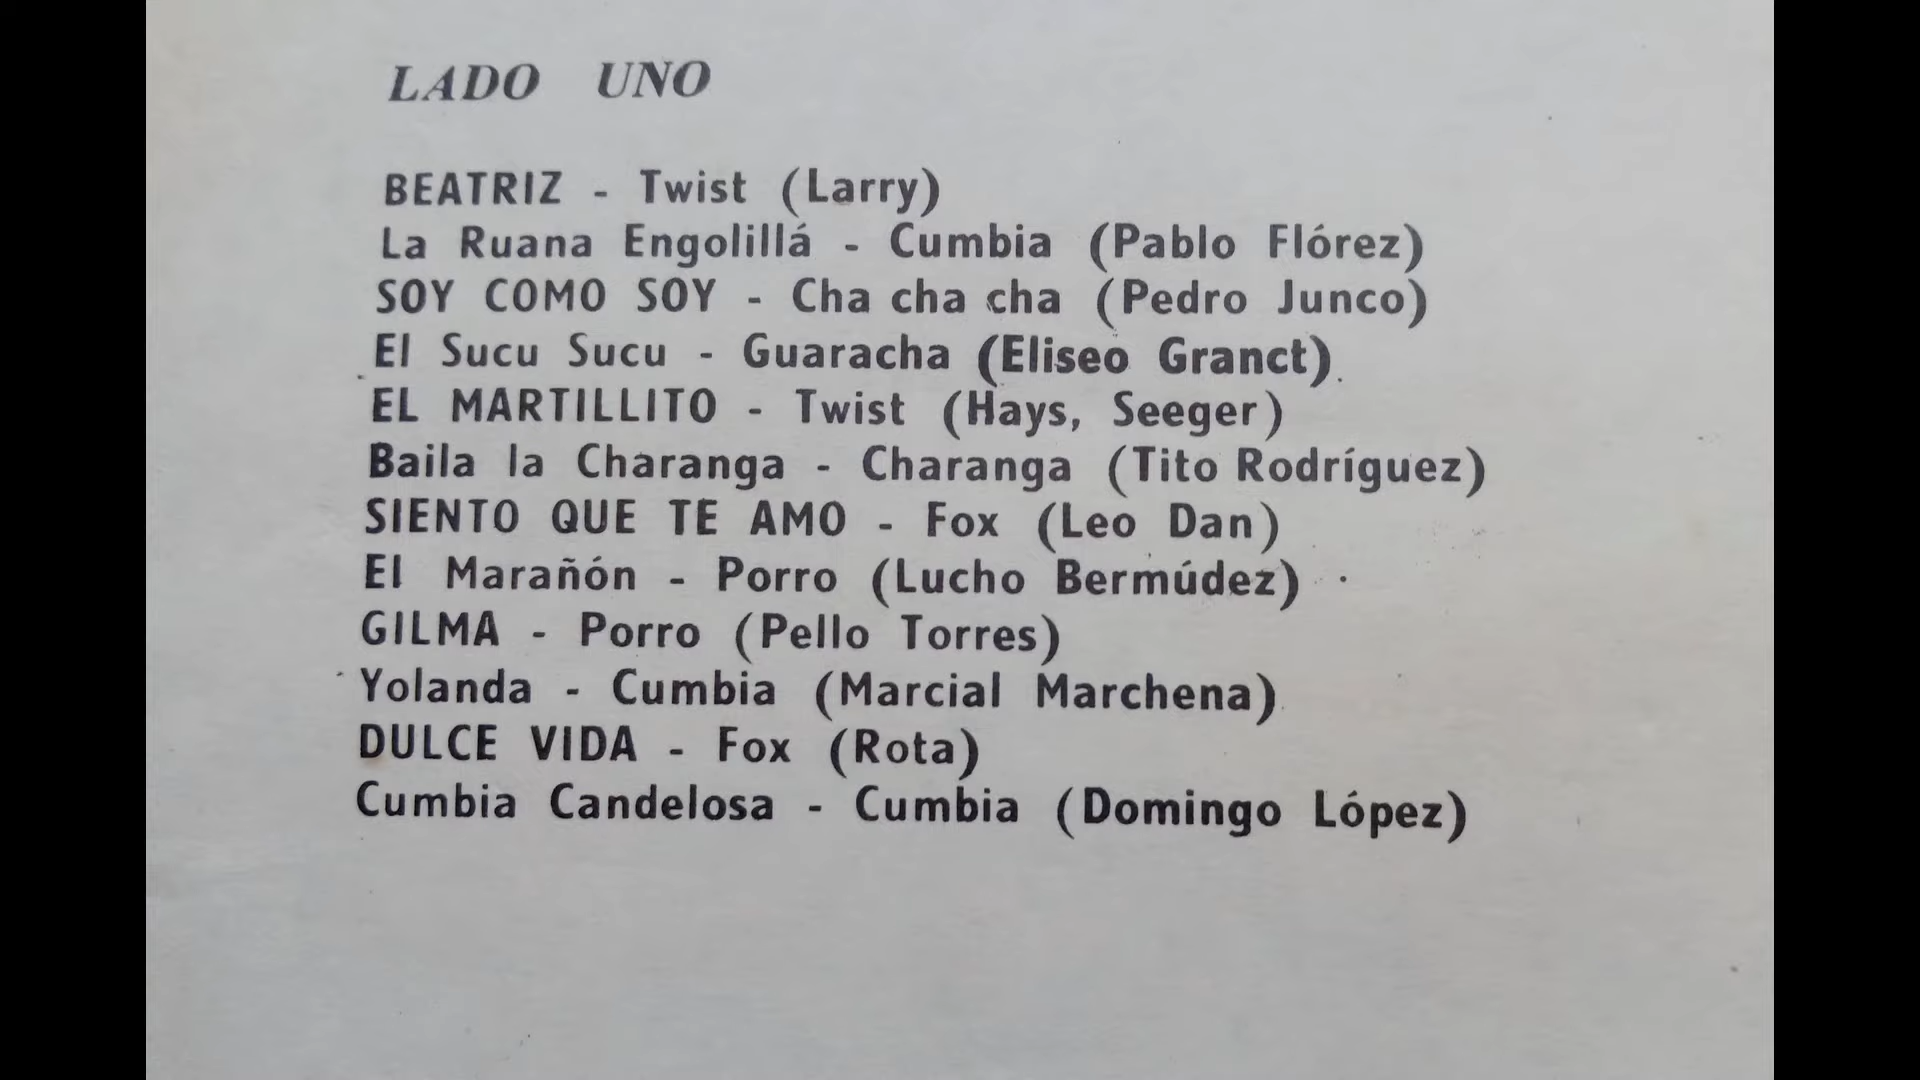 LADO UNO
BEATRIZ - Twist (Larry)
La Ruana Engolillá - Cumbia (Pablo Flórez)
SOY COMO SOY - Cha cha cha (Pedro Junco)
El Sucu Sucu - Guaracha (Eliseo Granct)
EL MARTILLITO - Twist (Hays, Seeger)
Baila la Charanga - Charanga (Tito Rodríguez)
SIENTO QUE TE AMO - Fox (Leo Dan)
El Marañón - Porro (Lucho Bermúdez)
GILMA - Porro (Pello Torres)
Yolanda - Cumbia (Marcial Marchena)
DULCE VIDA - Fox (Rota)
Cumbia Candelosa - Cumbia (Domingo López)